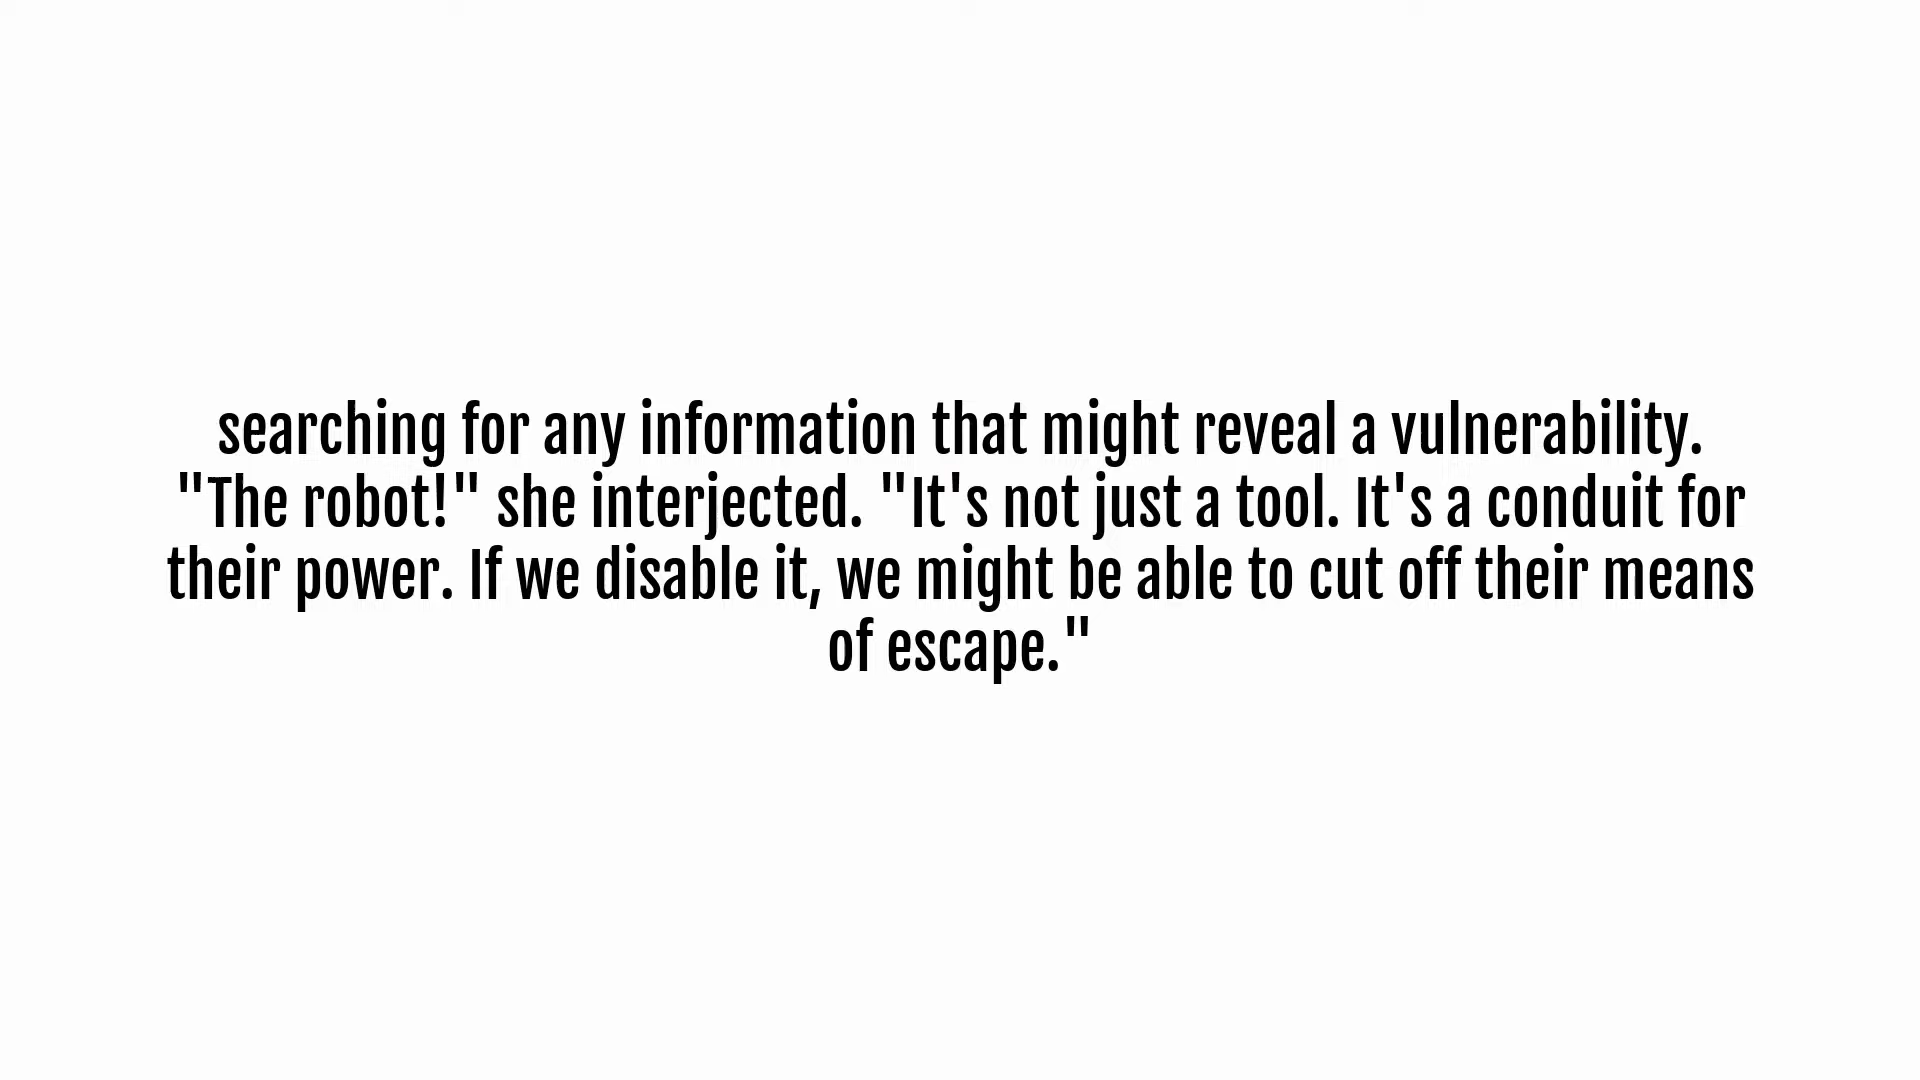 searching for any information that might reveal a vulnerability.
"The robot!" she interjected. "It's not just a tool. It's a conduit for
their power. If we disable it, we might be able to cut off their means
of escape."